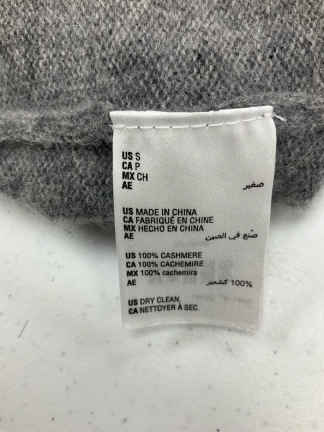 US S
CA P
MX CH
AE صغير
US MADE IN CHINA
CA FABRIQUÉ EN CHINE
MX HECHO EN CHINA
AE صُنع في الصين
US 100% CASHMERE
CA 100% CACHEMIRE
MX 100% cachemira
AE 100% كشمير
US DRY CLEAN
CA NETTOYER À SEC